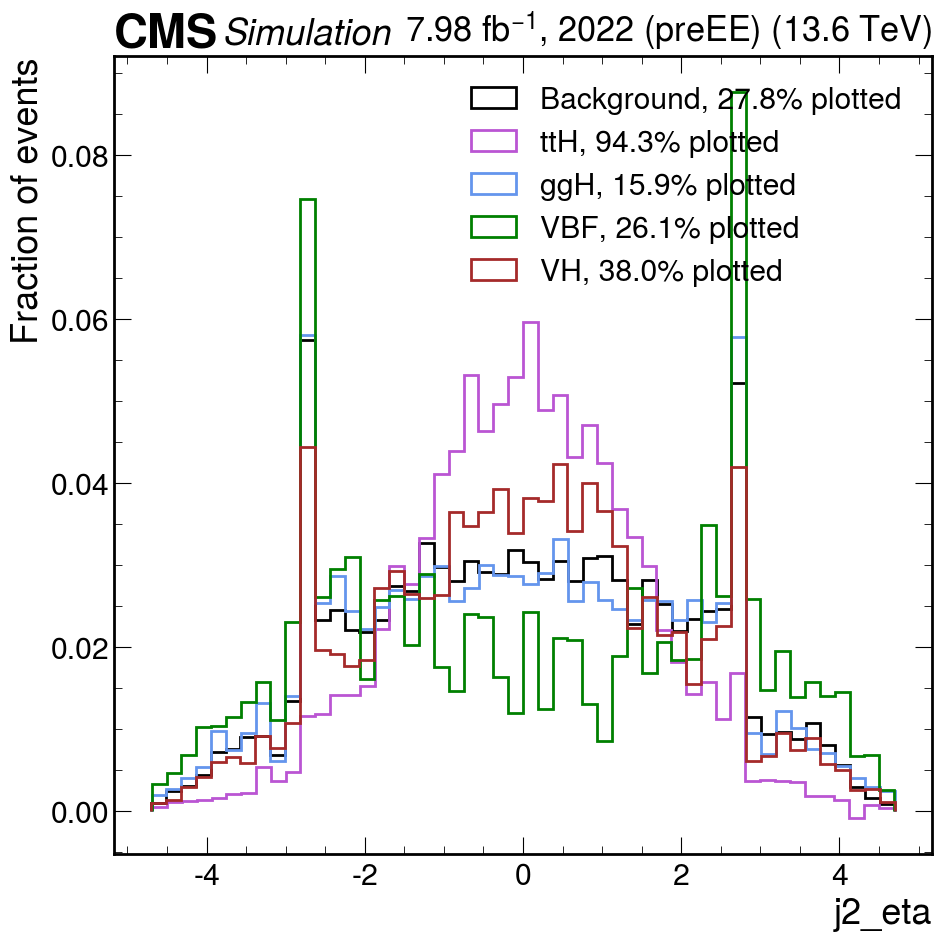 CMS Simulation 7.98 fb⁻¹, 2022 (preEE) (13.6 TeV)
Fraction of events
Background, 27.8% plotted
ttH, 94.3% plotted
ggH, 15.9% plotted
VBF, 26.1% plotted
VH, 38.0% plotted
0.08
0.06
0.04
0.02
0.00
-4 -2 0 2 4
j2_eta